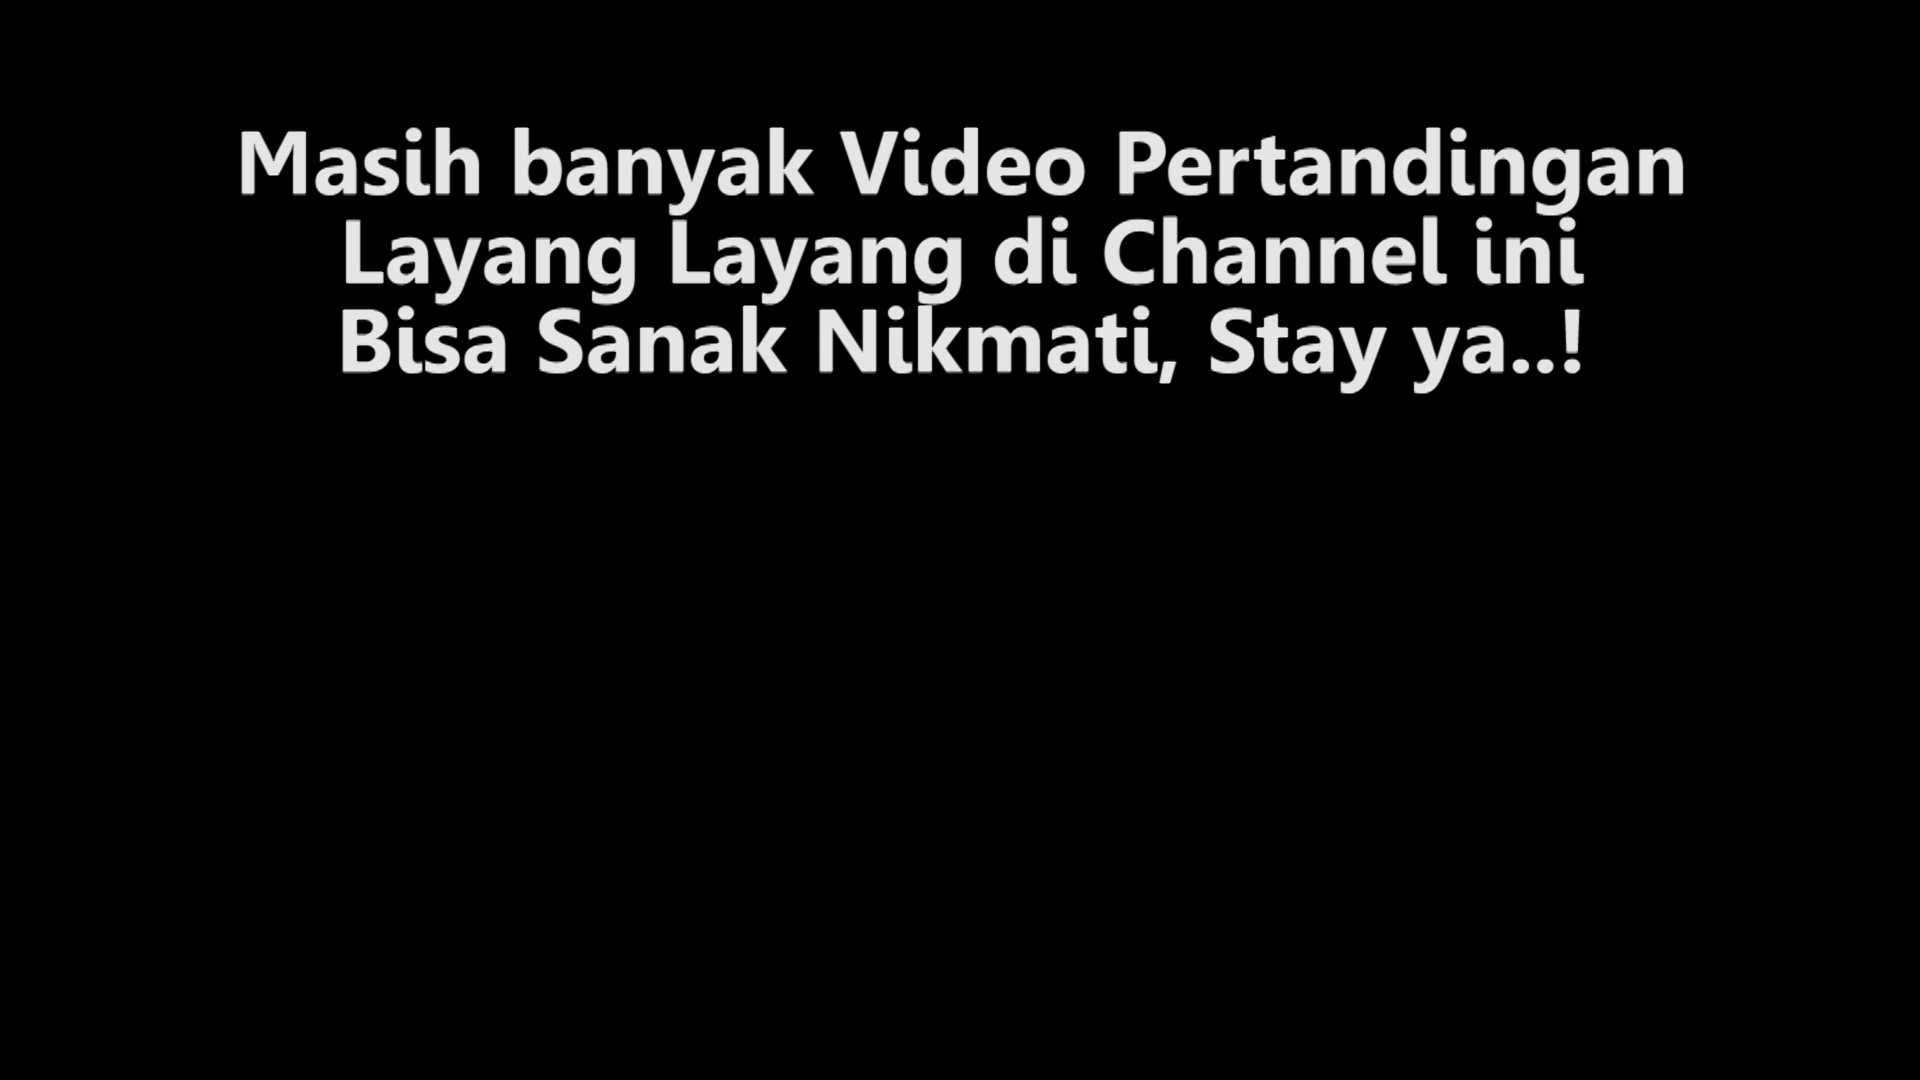 Masih banyak Video Pertandingan
Layang Layang di Channel ini
Bisa Sanak Nikmati, Stay ya..!